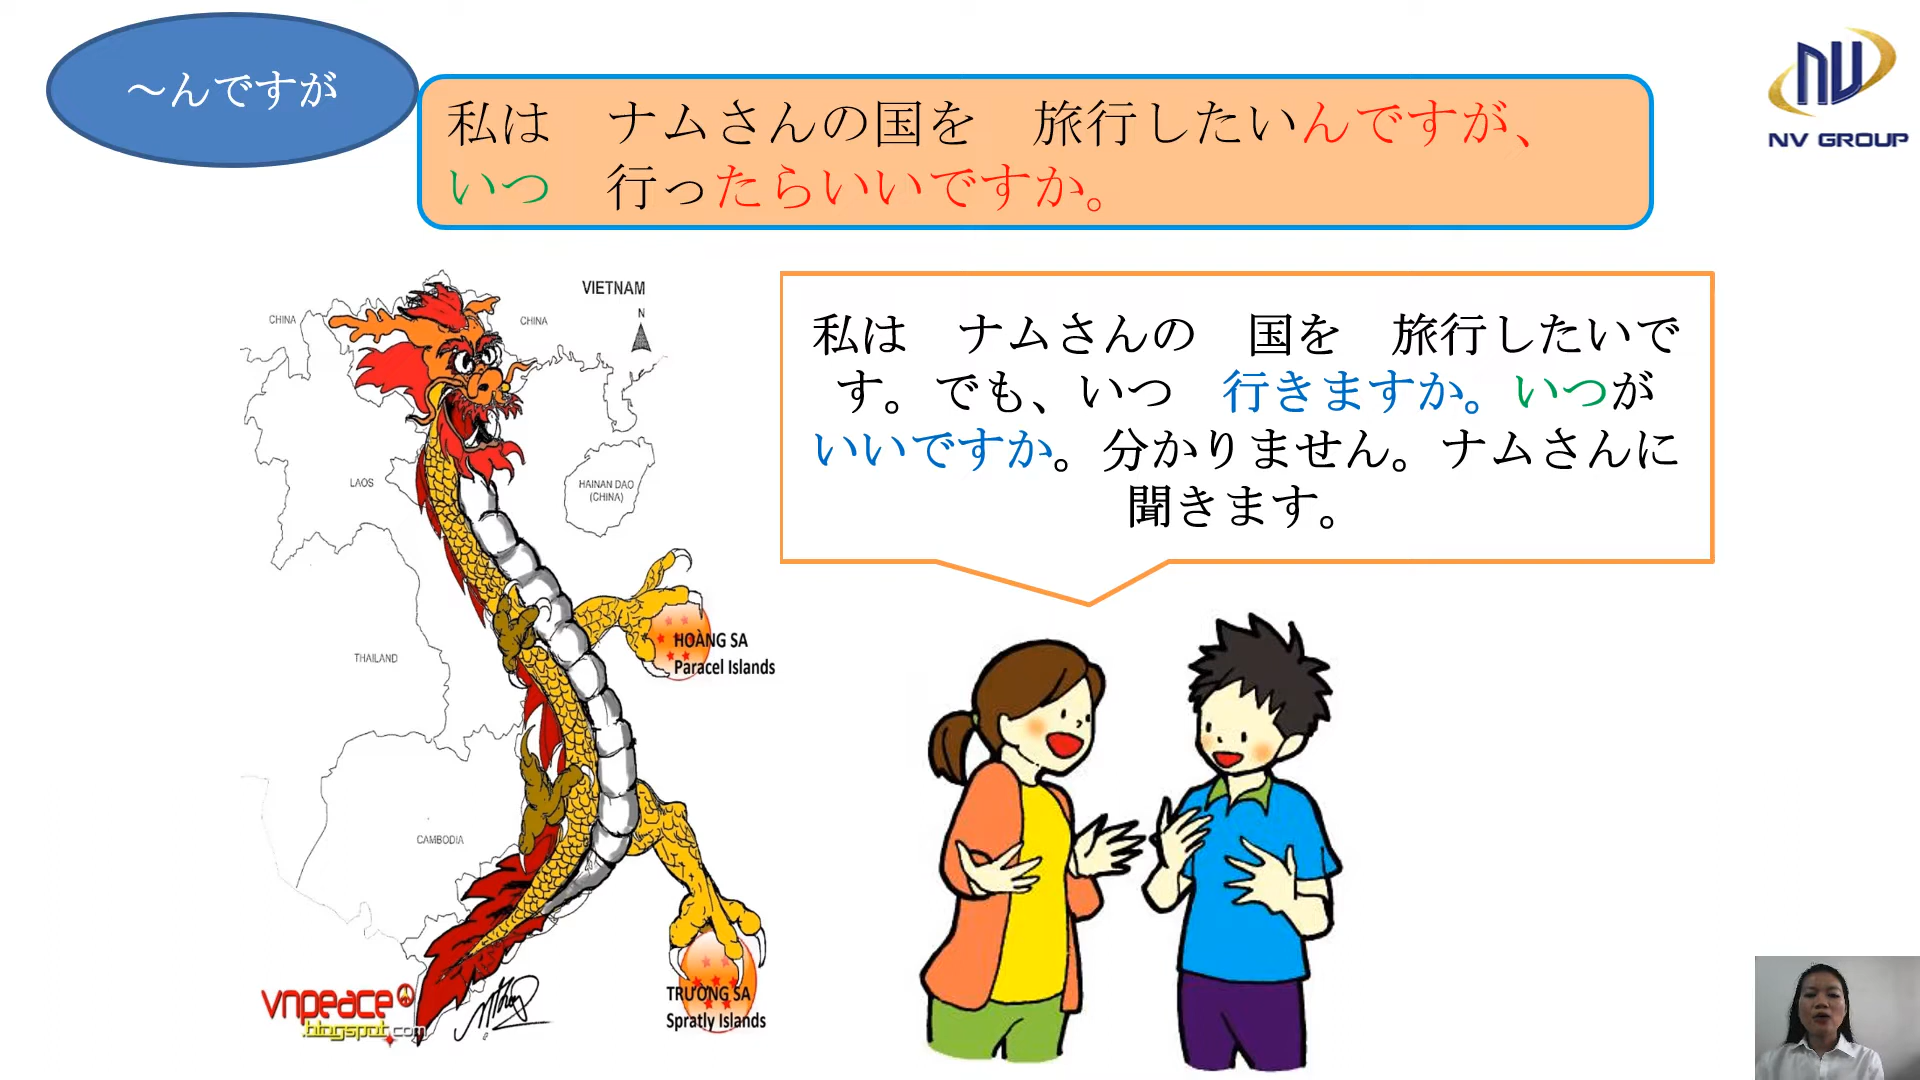 ～んですが
私は　ナムさんの国を　旅行したいんですが、
いつ　行ったらいいですか。
NV GROUP
私は　ナムさんの　国を　旅行したいで
す。でも、いつ　行きますか。いつが
いいですか。分かりません。ナムさんに
聞きます。
VIETNAM
N
CHINA
CHINA
LAOS
HAINAN DAO
(CHINA)
THAILAND
HOÀNG SA
Paracel Islands
CAMBODIA
TRƯỜNG SA
Spratly Islands
vnpeace
.blogspot.com